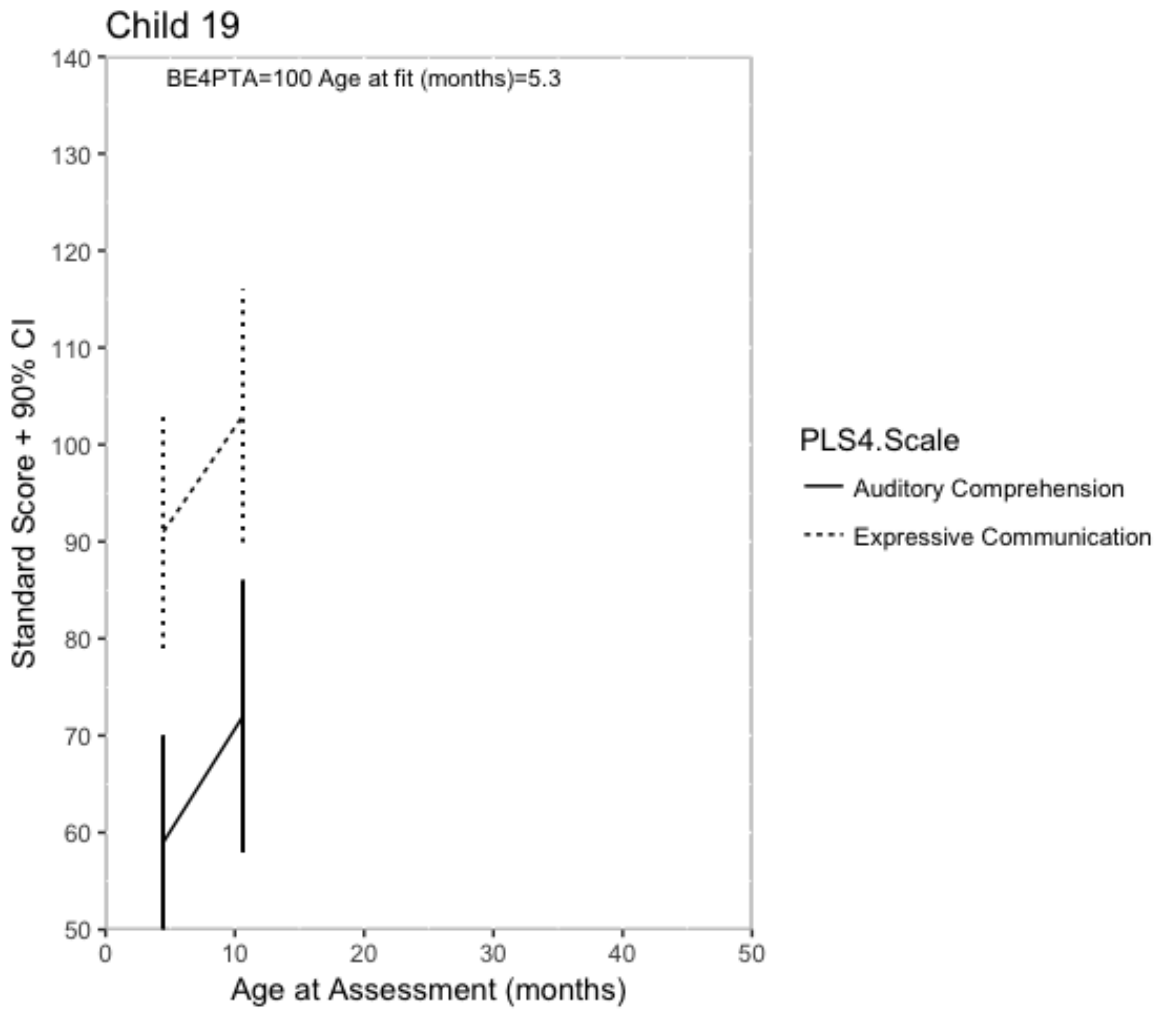 Child 19
BE4PTA=100 Age at fit (months)=5.3
140
130
120
110
100
90
80
70
60
50
Standard Score + 90% CI
0 10 20 30 40 50
Age at Assessment (months)
PLS4.Scale
Auditory Comprehension
Expressive Communication